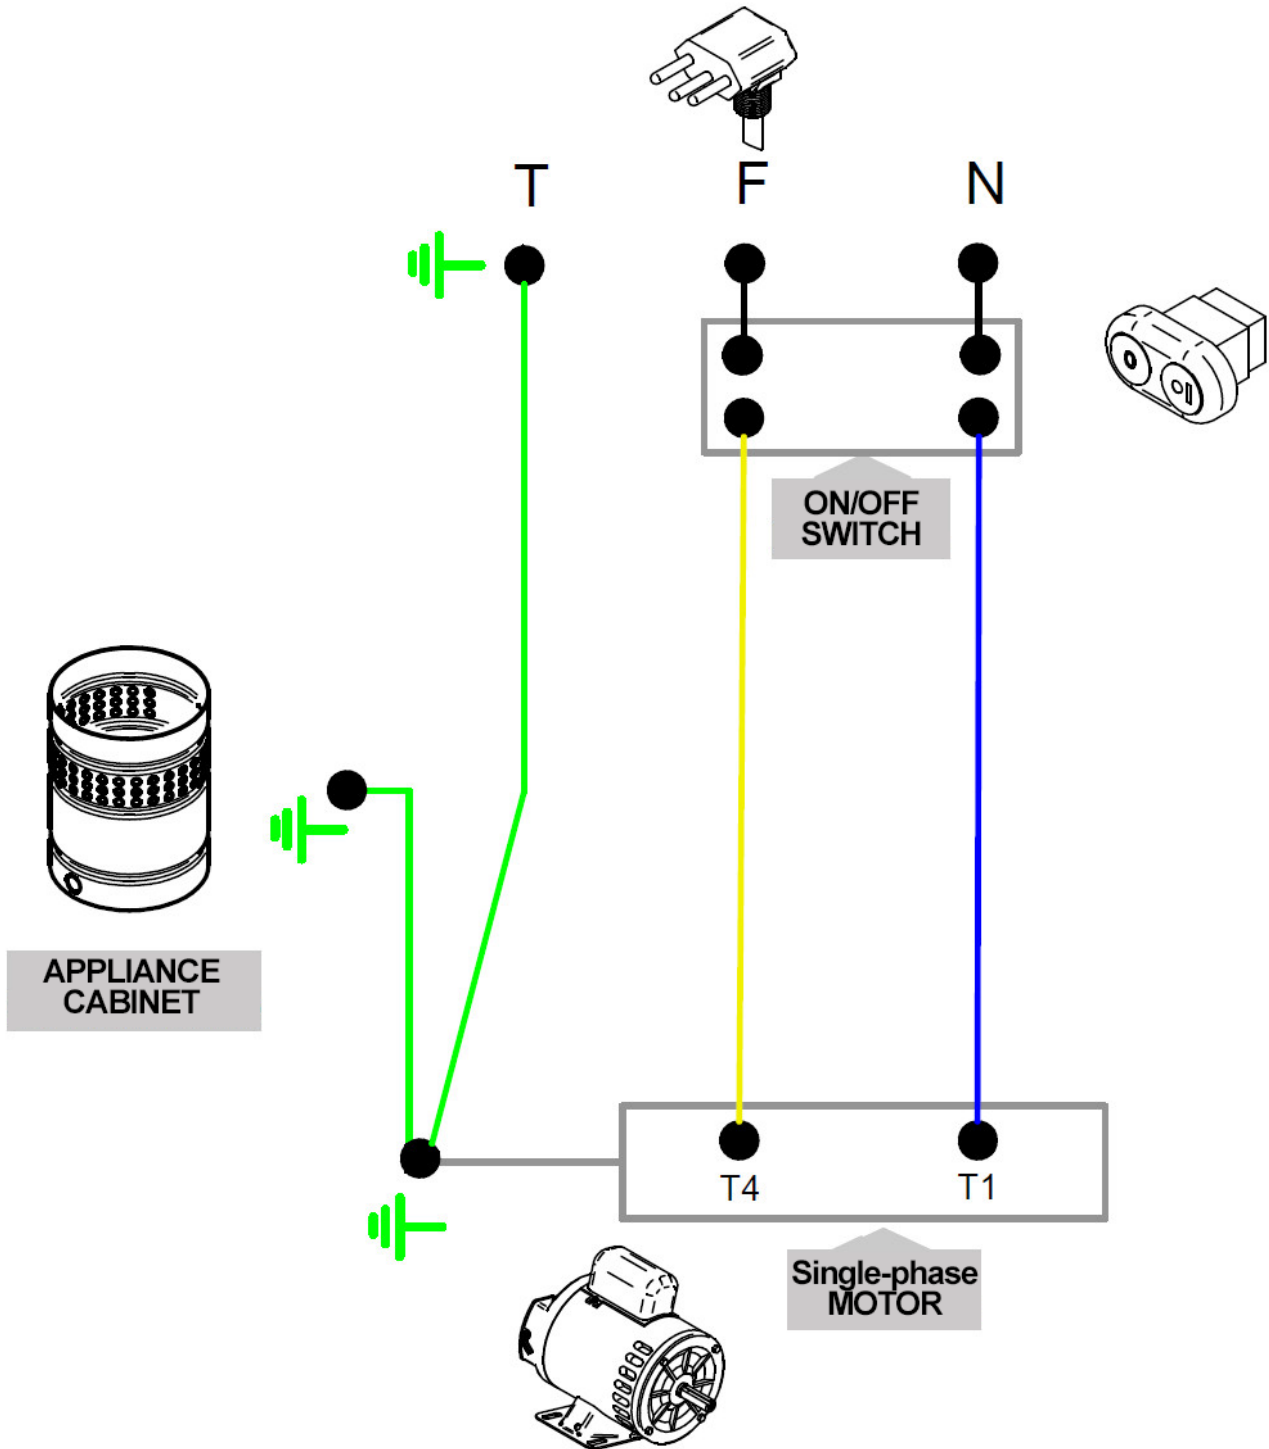 T
F
N
ON/OFF
SWITCH
APPLIANCE
CABINET
T4
T1
Single-phase
MOTOR